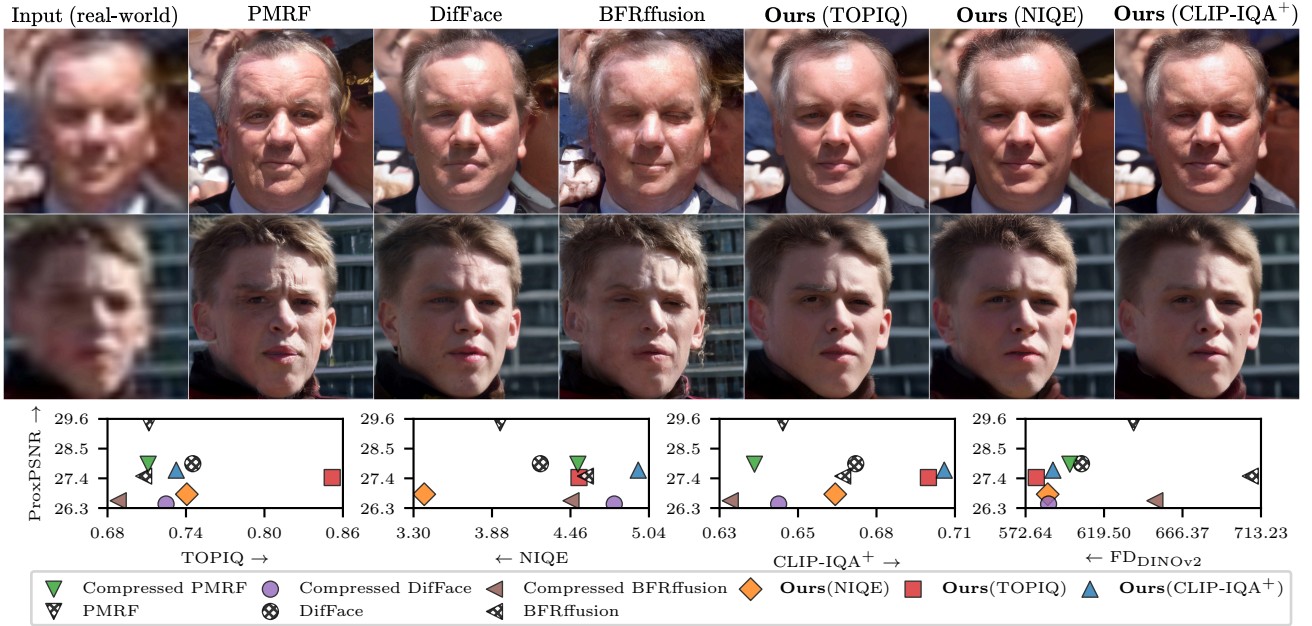 Input (real-world) PMRF DifFace BFRffusion Ours (TOPIQ) Ours (NIQE) Ours (CLIP-IQA⁺)
ProxPSNR →
29.6 28.5 27.4 26.3
0.68 0.74 0.80 0.86
TOPIQ →
29.6 28.5 27.4 26.3
3.30 3.88 4.46 5.04
← NIQE
29.6 28.5 27.4 26.3
0.63 0.65 0.68 0.71
CLIP-IQA⁺ →
29.6 28.5 27.4 26.3
572.64 619.50 666.37 713.23
← FD_DINOv2
Compressed PMRF Compressed DifFace Compressed BFRffusion Ours(NIQE) Ours(TOPIQ) Ours(CLIP-IQA⁺)
PMRF DifFace BFRffusion